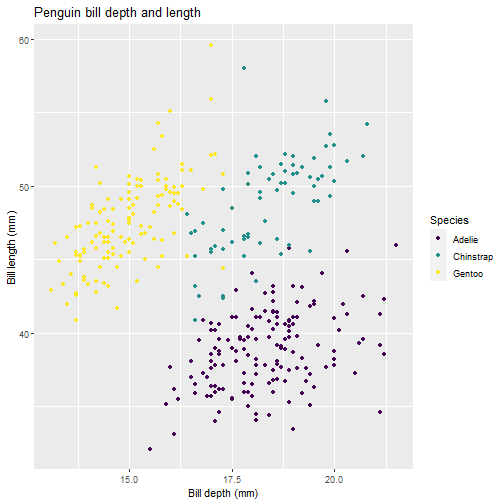 Penguin bill depth and length
60
50
40
Bill length (mm)
15.0
17.5
20.0
Bill depth (mm)
Species
Adelie
Chinstrap
Gentoo